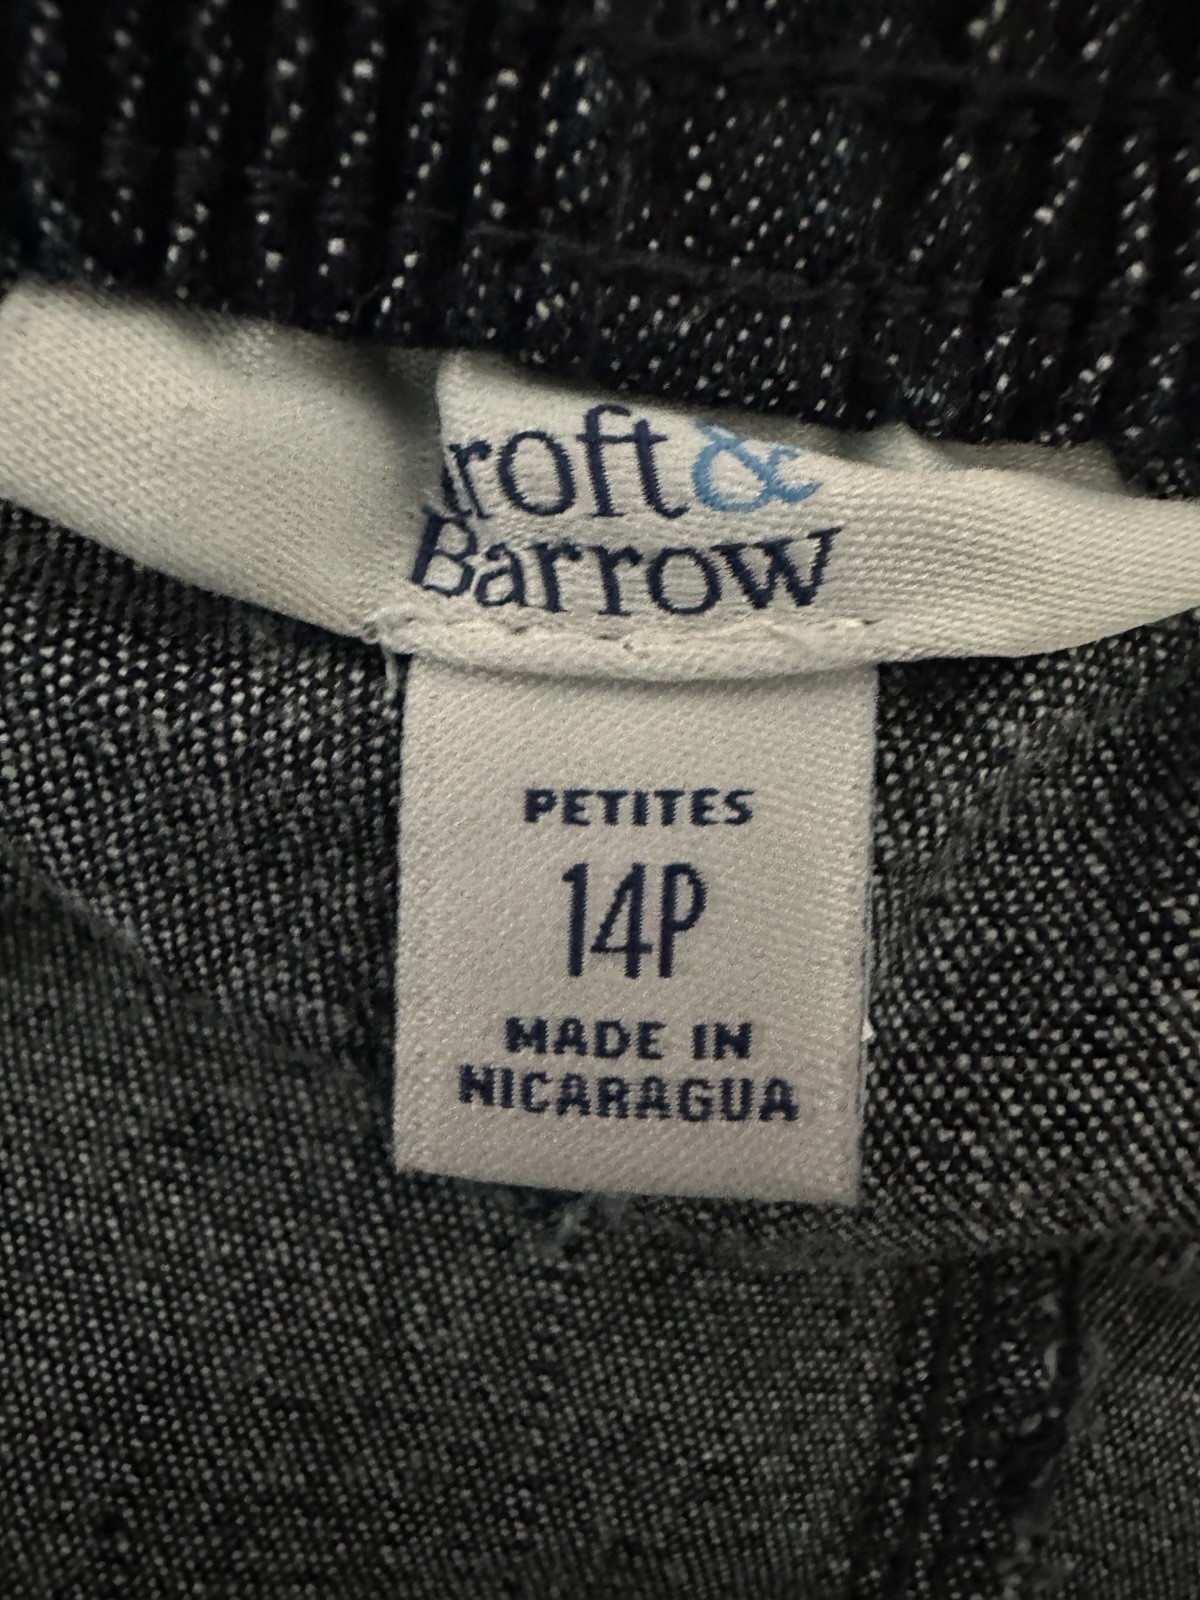 roft &
Barrow
PETITES
14P
MADE IN
NICARAGUA